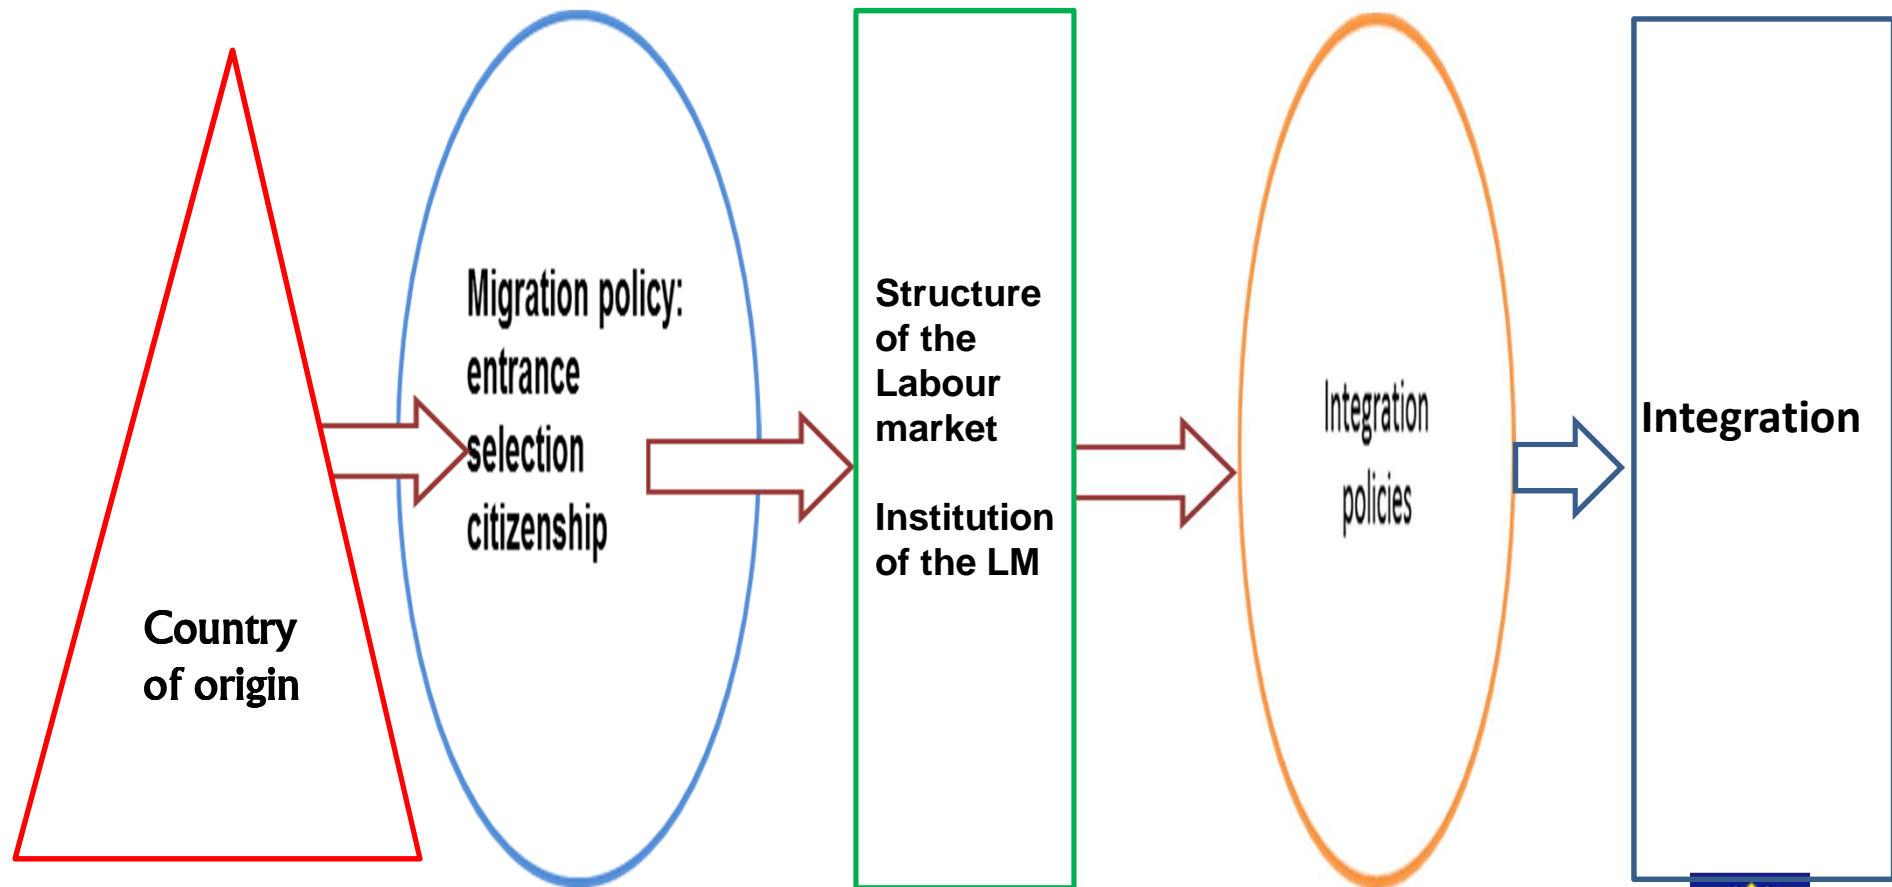 Country
of origin
Migration policy:
entrance
selection
citizenship
Structure
of the
Labour
market
Institution
of the LM
Integration
policies
Integration